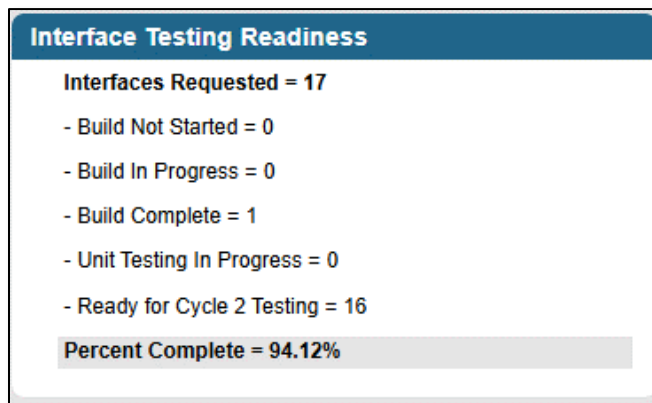 Interface Testing Readiness
Interfaces Requested = 17
- Build Not Started = 0
- Build In Progress = 0
- Build Complete = 1
- Unit Testing In Progress = 0
- Ready for Cycle 2 Testing = 16
Percent Complete = 94.12%